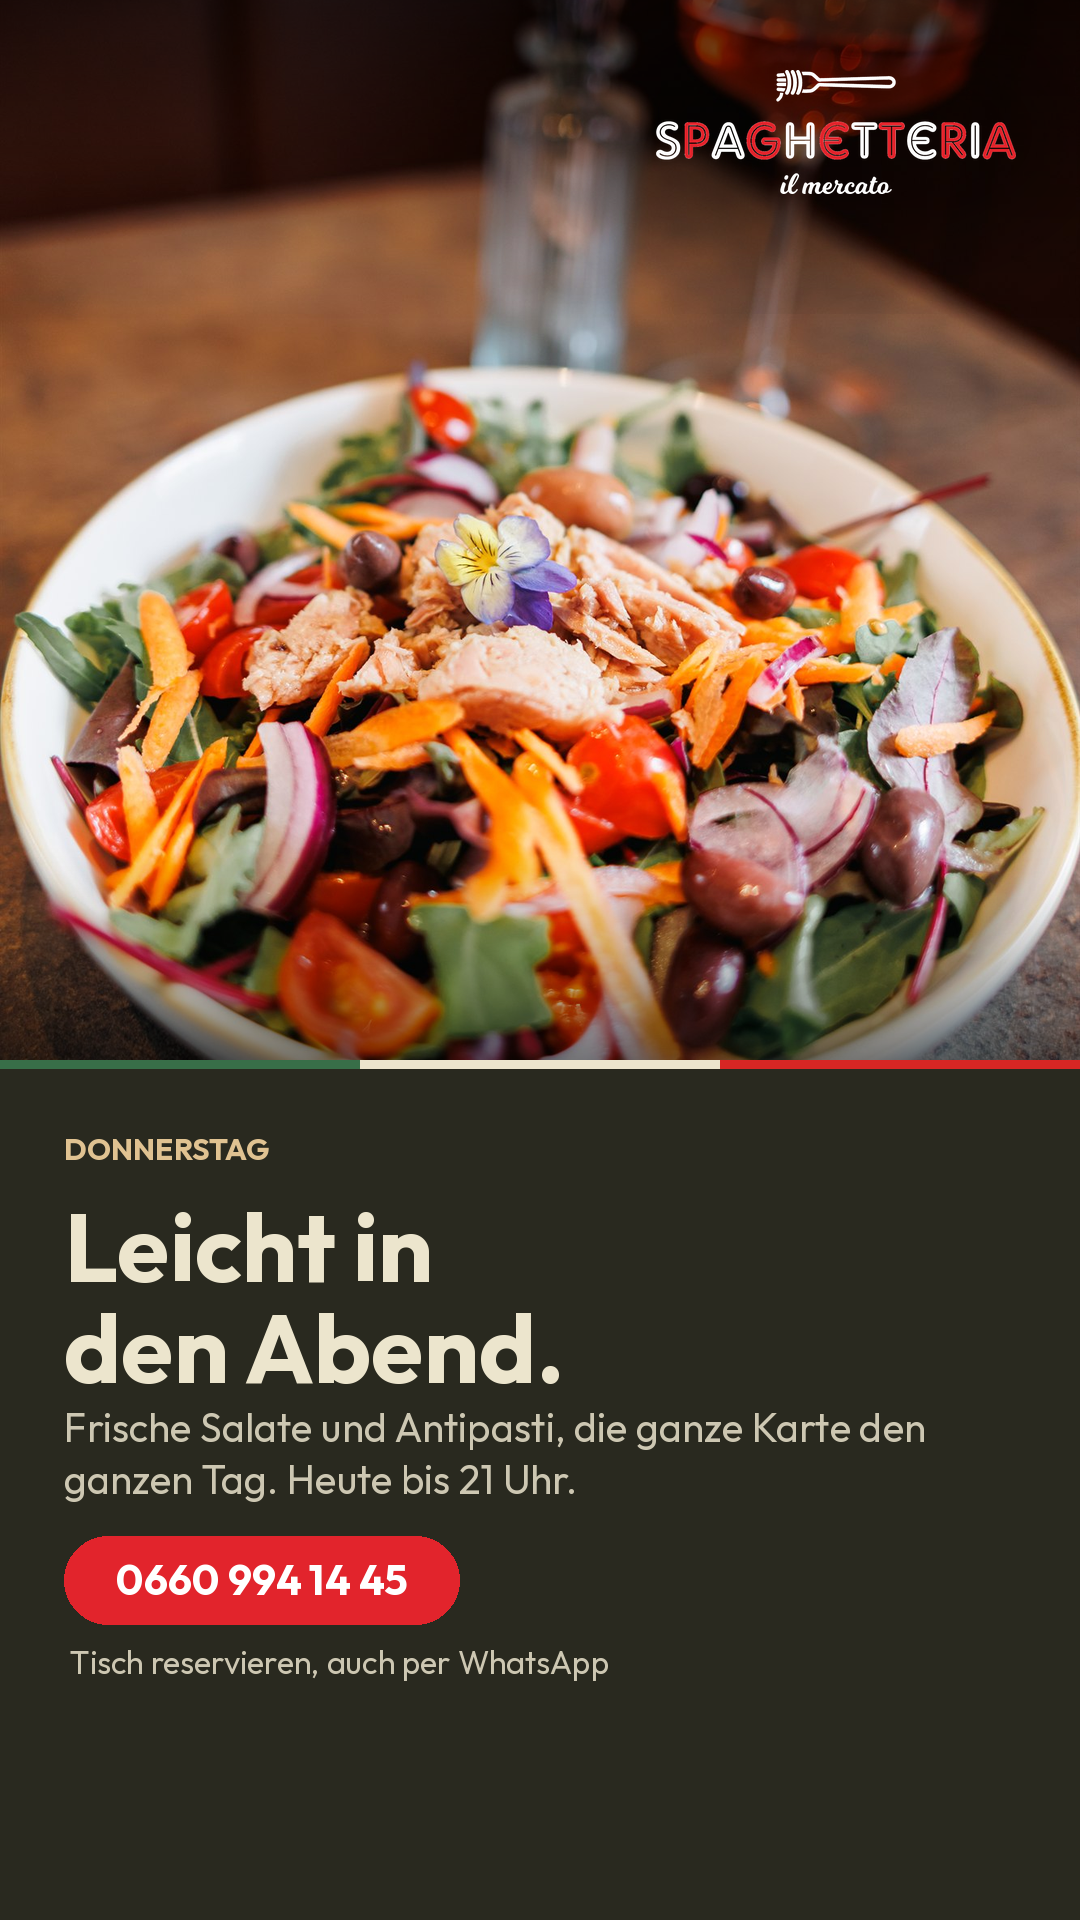 SPAGHETTERIA
il mercato
DONNERSTAG
Leicht in
den Abend.
Frische Salate und Antipasti, die ganze Karte den
ganzen Tag. Heute bis 21 Uhr.
0660 994 14 45
Tisch reservieren, auch per WhatsApp